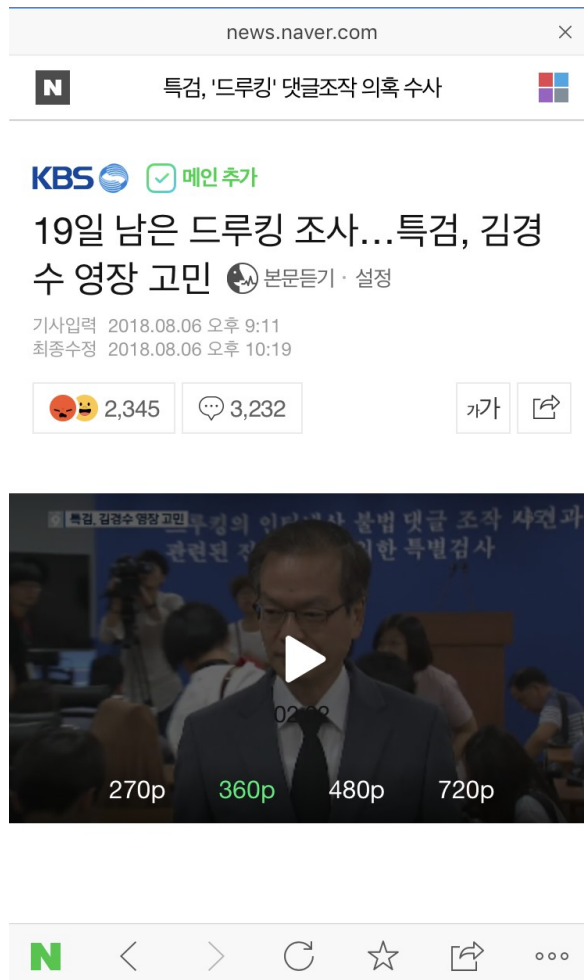 news.naver.com
N 특검, '드루킹' 댓글조작 의혹 수사
KBS 메인 추가
19일 남은 드루킹 조사...특검, 김경
수 영장 고민 본문듣기 · 설정
기사입력 2018.08.06 오후 9:11
최종수정 2018.08.06 오후 10:19
2,345 3,232 가가
특검, 김경수 영장 고민
드루킹의 인터넷상 불법 댓글 조작 사건과
관련된 진 위한 특별검사
02:02
270p 360p 480p 720p
N